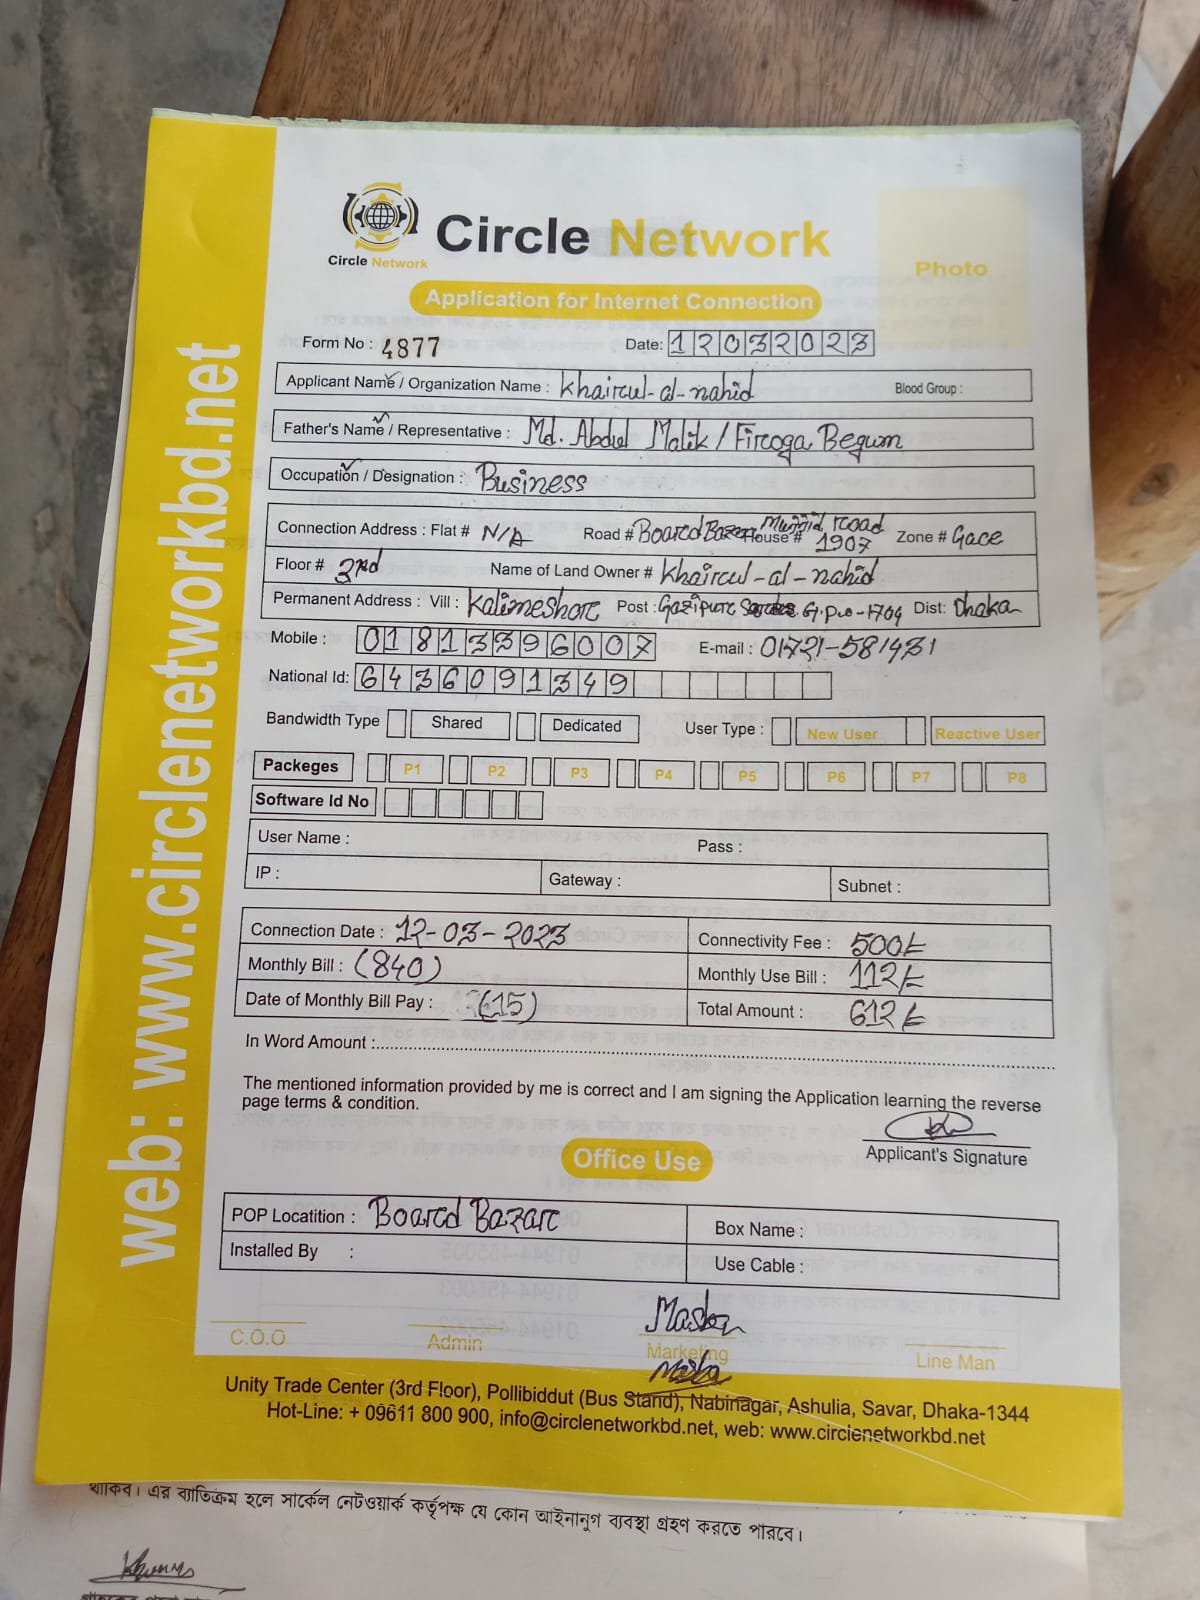 web: www.circlenetworkbd.net
Circle Network
Circle Network
Photo
Application for Internet Connection
Form No : 4877 Date: 12032023
Applicant Name / Organization Name : Khairul-al-nahid Blood Group :
Father's Name / Representative : Md. Abdul Malik / Firoga Begum
Occupation / Designation : Business
Connection Address : Flat # N/A Road # Board Bazar Musjid Road House # 1907 Zone # Gace
Floor # 3rd Name of Land Owner # Khairul-al-nahid
Permanent Address : Vill : Kalimeshar Post : Gazipur G.Po-1704 Dist: Dhaka
Mobile : 01813396007 E-mail : 01721-581431
National Id: 6436091349
Bandwidth Type Shared Dedicated User Type : New User Reactive User
Packeges P1 P2 P3 P4 P5 P6 P7 P8
Software Id No
User Name : Pass :
IP : Gateway : Subnet :
Connection Date : 12-03-2023 Connectivity Fee : 500/-
Monthly Bill : (840) Monthly Use Bill : 112/-
Date of Monthly Bill Pay : (15) Total Amount : 612/-
In Word Amount :
The mentioned information provided by me is correct and I am signing the Application learning the reverse
page terms & condition.
Applicant's Signature
Office Use
POP Locatition : Board Bazar Box Name :
Installed By : Use Cable :
C.O.O Admin Marketing Line Man
Unity Trade Center (3rd Floor), Pollibiddut (Bus Stand), Nabinagar, Ashulia, Savar, Dhaka-1344
Hot-Line: + 09611 800 900, info@circlenetworkbd.net, web: www.circlenetworkbd.net
থাকিব। এর ব্যতিক্রম হলে সার্কেল নেটওয়ার্ক কর্তৃপক্ষ যে কোন আইনানুগ ব্যবস্থা গ্রহণ করতে পারবে।